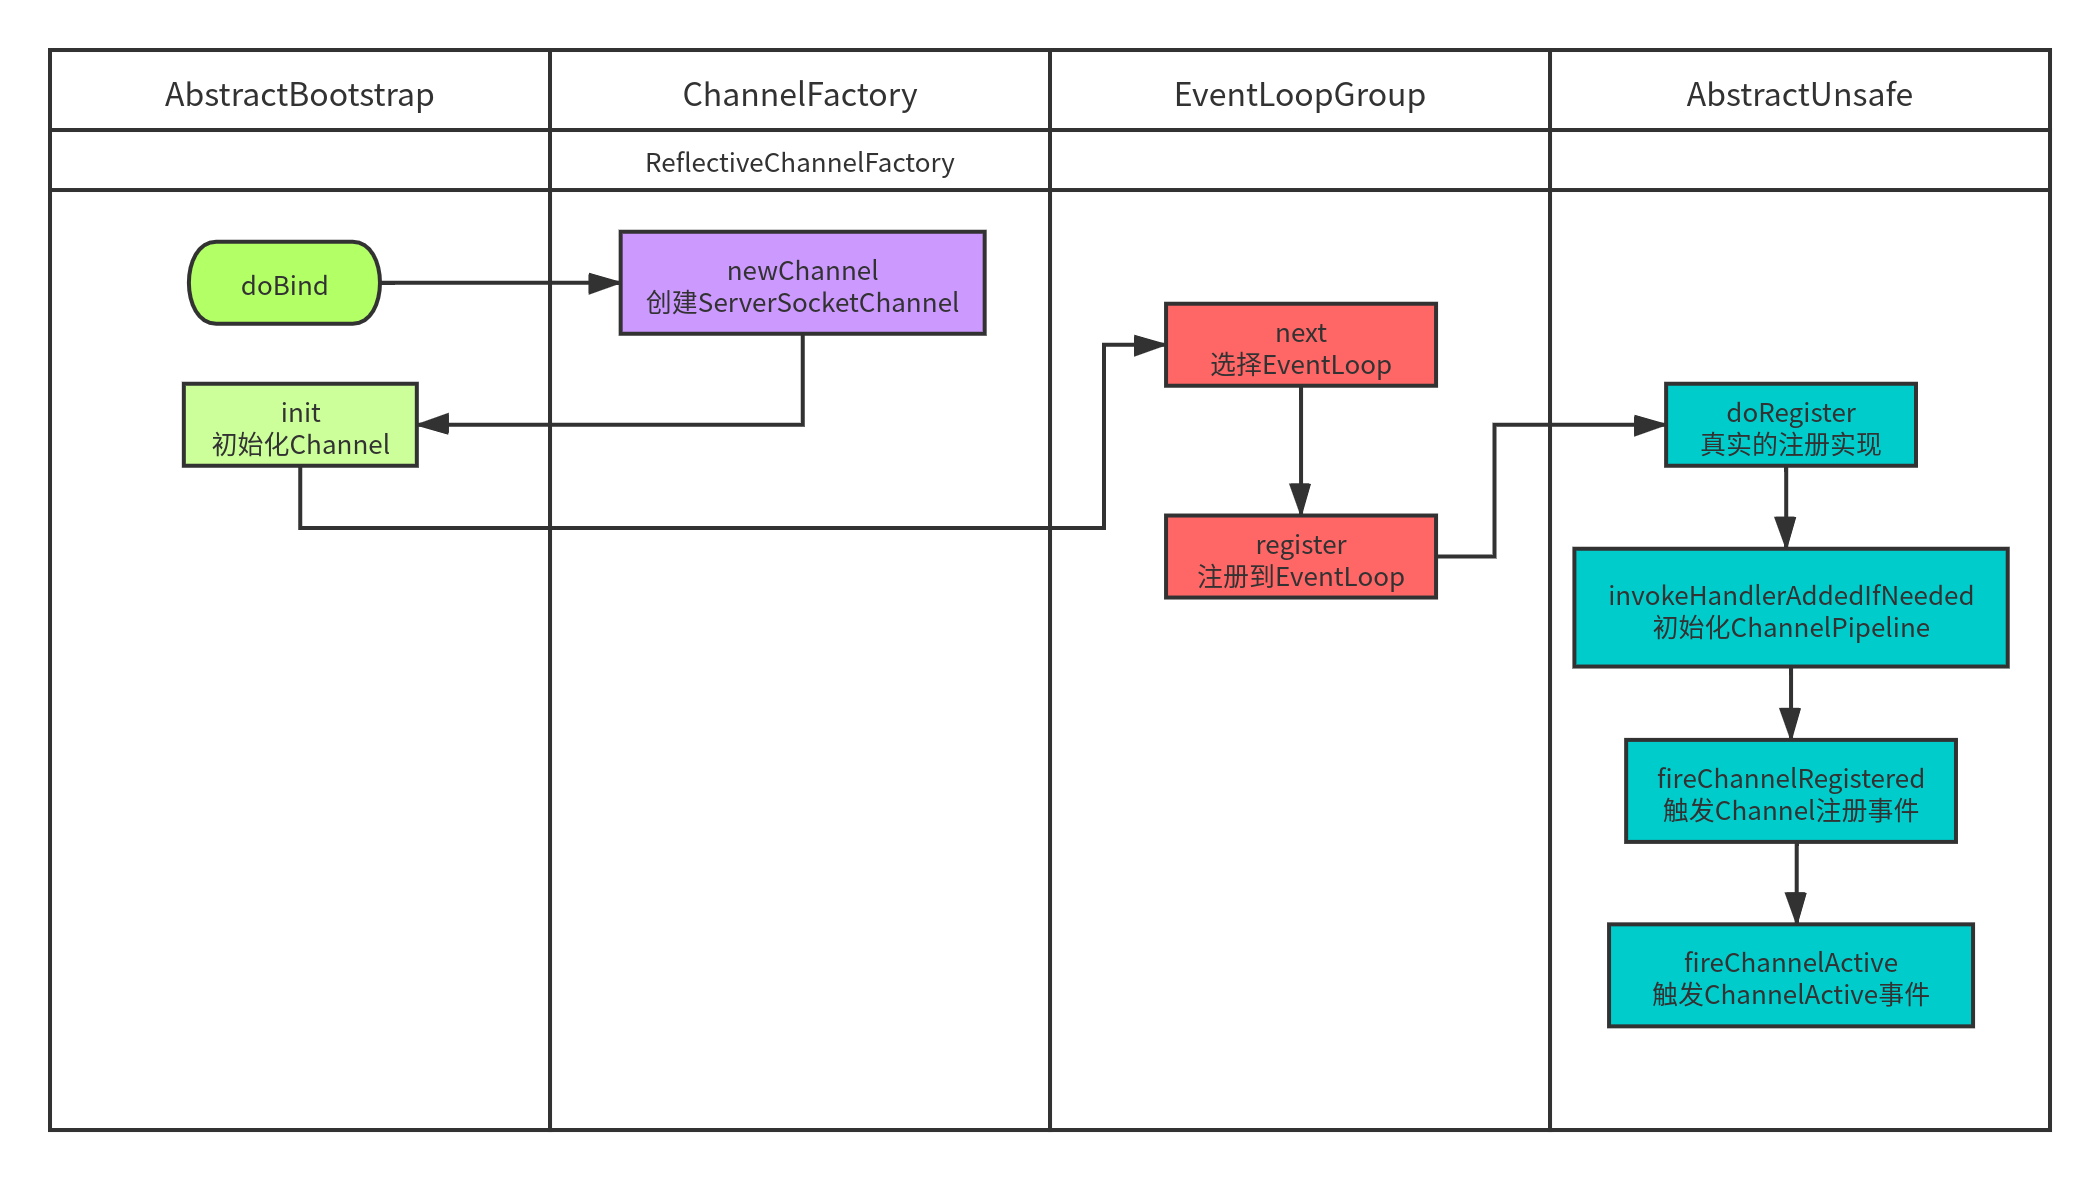 AbstractBootstrap
ChannelFactory
EventLoopGroup
AbstractUnsafe
ReflectiveChannelFactory
doBind
newChannel
创建ServerSocketChannel
init
初始化Channel
next
选择EventLoop
register
注册到EventLoop
doRegister
真实的注册实现
invokeHandlerAddedIfNeeded
初始化ChannelPipeline
fireChannelRegistered
触发Channel注册事件
fireChannelActive
触发ChannelActive事件